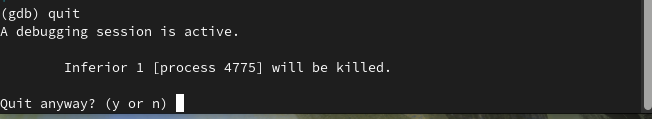 (gdb) quit
A debugging session is active.
Inferior 1 [process 4775] will be killed.
Quit anyway? (y or n)